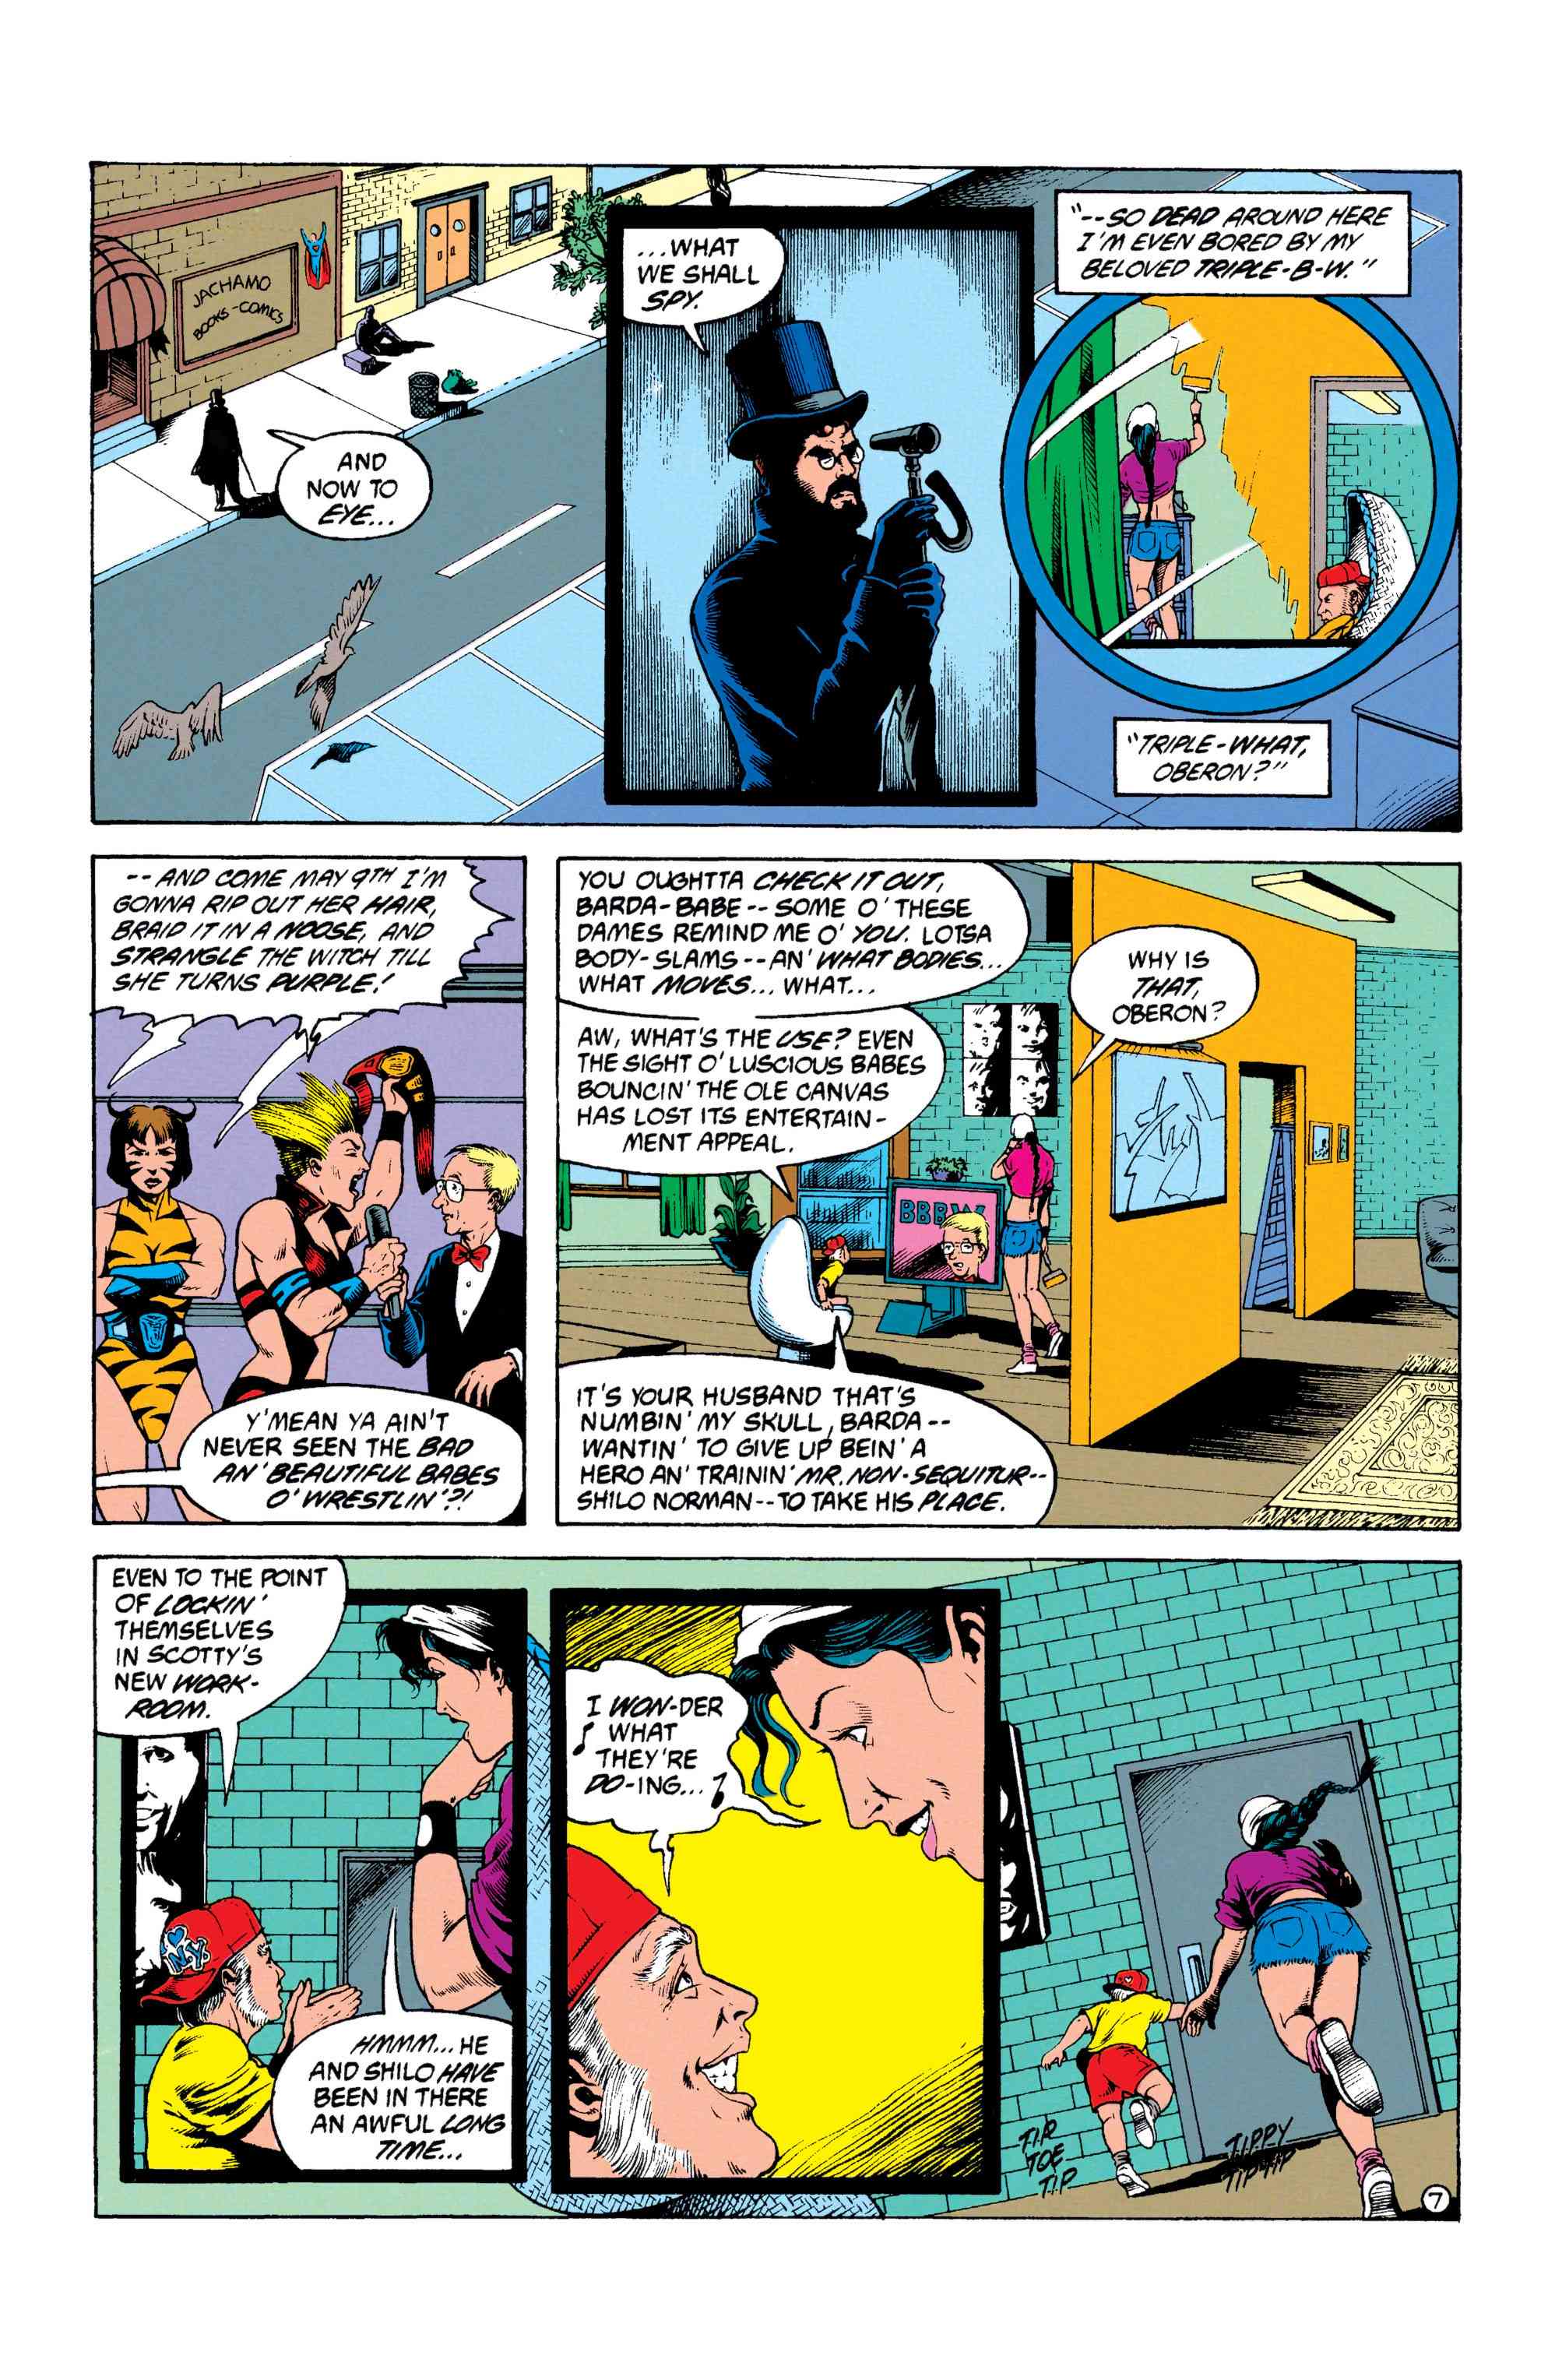 JACHAMO
BOOKS-COMICS
AND
NOW TO
EYE...
...WHAT
WE SHALL
SPY.
"--SO DEAD AROUND HERE
I'M EVEN BORED BY MY
BELOVED TRIPLE-B-W."
"TRIPLE-WHAT,
OBERON?"
-- AND COME MAY 9TH I'M
GONNA RIP OUT HER HAIR,
BRAID IT IN A NOOSE, AND
STRANGLE THE WITCH TILL
SHE TURNS PURPLE!
Y'MEAN YA AIN'T
NEVER SEEN THE BAD
AN' BEAUTIFUL BABES
O' WRESTLIN'?!
YOU OUGHTTA CHECK IT OUT,
BARDA-BABE-- SOME O' THESE
DAMES REMIND ME O' YOU. LOTSA
BODY-SLAMS--AN' WHAT BODIES...
WHAT MOVES... WHAT...
AW, WHAT'S THE USE? EVEN
THE SIGHT O' LUSCIOUS BABES
BOUNCIN' THE OLE CANVAS
HAS LOST ITS ENTERTAIN-
MENT APPEAL.
WHY IS
THAT,
OBERON?
BBBW
IT'S YOUR HUSBAND THAT'S
NUMBIN' MY SKULL, BARDA--
WANTIN' TO GIVE UP BEIN' A
HERO AN' TRAININ' MR. NON-SEQUITUR--
SHILO NORMAN--TO TAKE HIS PLACE.
EVEN TO THE POINT
OF LOCKIN'
THEMSELVES
IN SCOTTY'S
NEW WORK-
ROOM.
NY
HMMM... HE
AND SHILO HAVE
BEEN IN THERE
AN AWFUL LONG
TIME...
I WON-DER
♪ WHAT
THEY'RE
DO-ING... ♪
TIP
TOE
TIP
TIPPY
TIP TIP
7